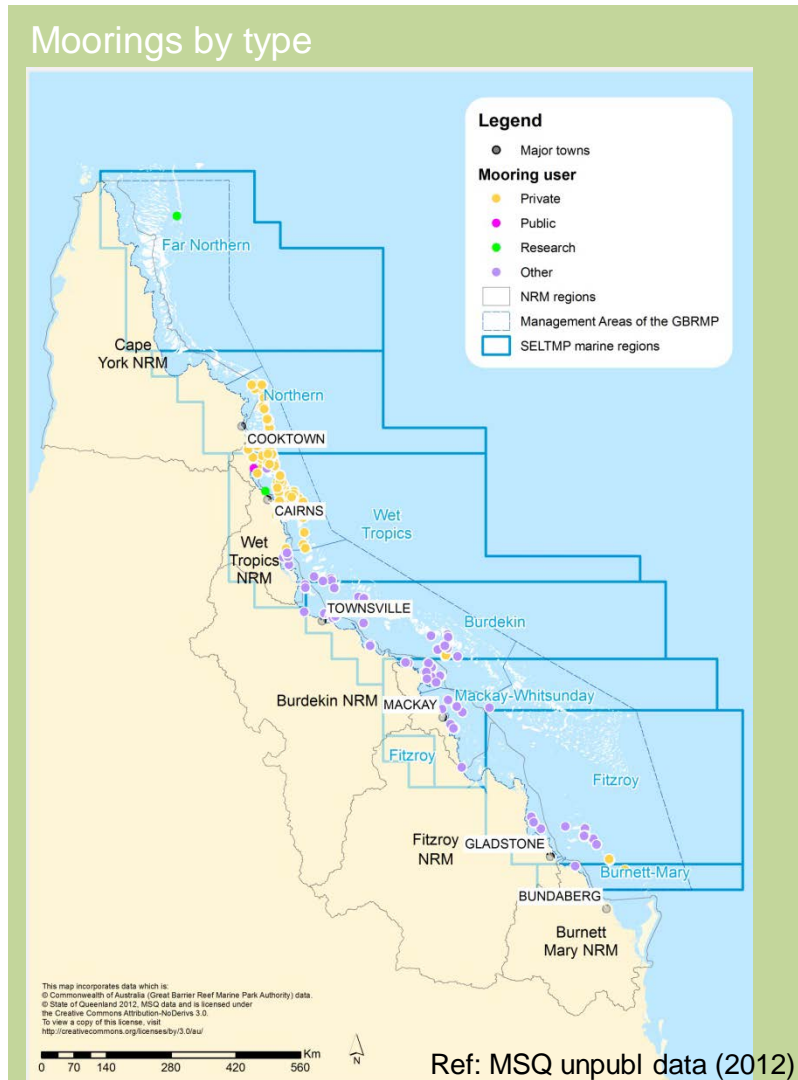 Moorings by type
Legend
Major towns
Mooring user
Private
Public
Research
Other
NRM regions
Management Areas of the GBRMP
SELTMP marine regions
Far Northern
Cape
York NRM
Northern
COOKTOWN
CAIRNS
Wet
Tropics
Wet
Tropics
NRM
TOWNSVILLE
Burdekin
Burdekin NRM
MACKAY
Mackay-Whitsunday
Fitzroy
Fitzroy
Fitzroy
NRM
GLADSTONE
Burnett-Mary
BUNDABERG
Burnett
Mary NRM
This map incorporates data which is:
© Commonwealth of Australia (Great Barrier Reef Marine Park Authority) data.
© State of Queensland 2012, MSQ data and is licensed under
the Creative Commons Attribution-NoDerivs 3.0.
To view a copy of this license, visit
http://creativecommons.org/licenses/by/3.0/au/
Km
0 70 140 280 420 560
N
Ref: MSQ unpubl data (2012)